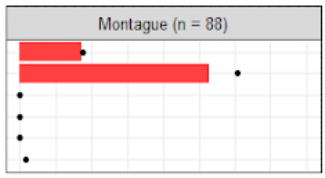 Montague (n = 88)